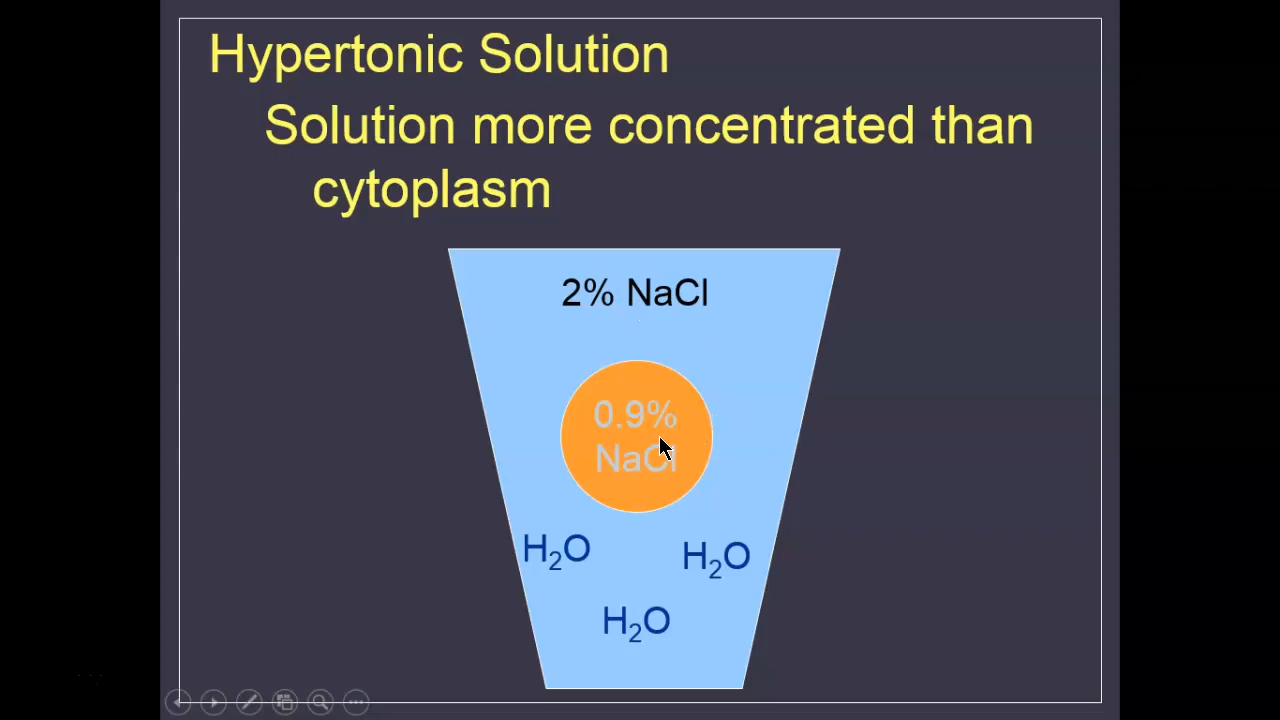 Hypertonic Solution
Solution more concentrated than
cytoplasm
2% NaCl
0.9%
NaCl
H₂O
H₂O
H₂O